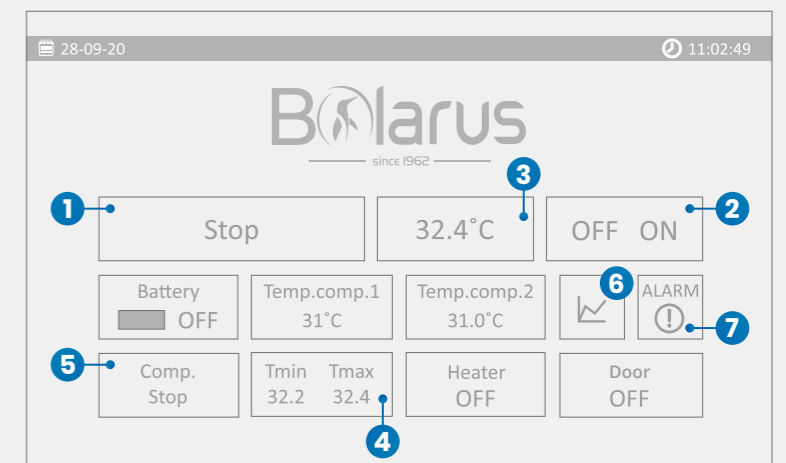 28-09-20 11:02:49
Bolarus
since 1962
3
1 Stop 32.4°C OFF ON 2
6
Battery Temp.comp.1 Temp.comp.2 ALARM
OFF 31°C 31.0°C 7
5
Comp. Tmin Tmax Heater Door
Stop 32.2 32.4 OFF OFF
4